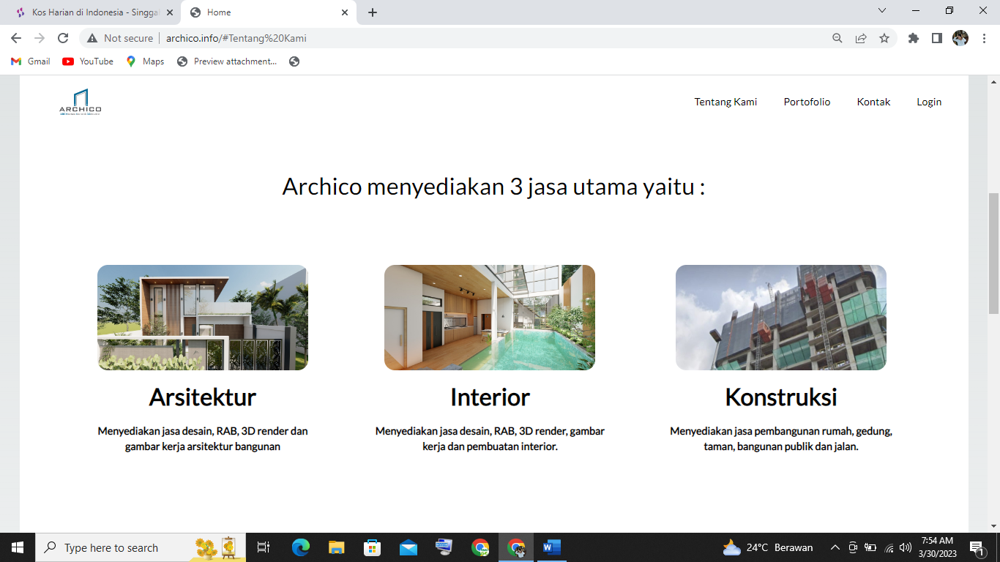 Kos Harian di Indonesia - Singgal
Home
Not secure
archico.info/#Tentang%20Kami
Gmail
YouTube
Maps
Preview attachment...
ARCHICO
Tentang Kami
Portofolio
Kontak
Login
Archico menyediakan 3 jasa utama yaitu :
Arsitektur
Menyediakan jasa desain, RAB, 3D render dan
gambar kerja arsitektur bangunan
Interior
Menyediakan jasa desain, RAB, 3D render, gambar
kerja dan pembuatan interior.
Konstruksi
Menyediakan jasa pembangunan rumah, gedung,
taman, bangunan publik dan jalan.
Type here to search
24°C Berawan
7:54 AM
3/30/2023
1